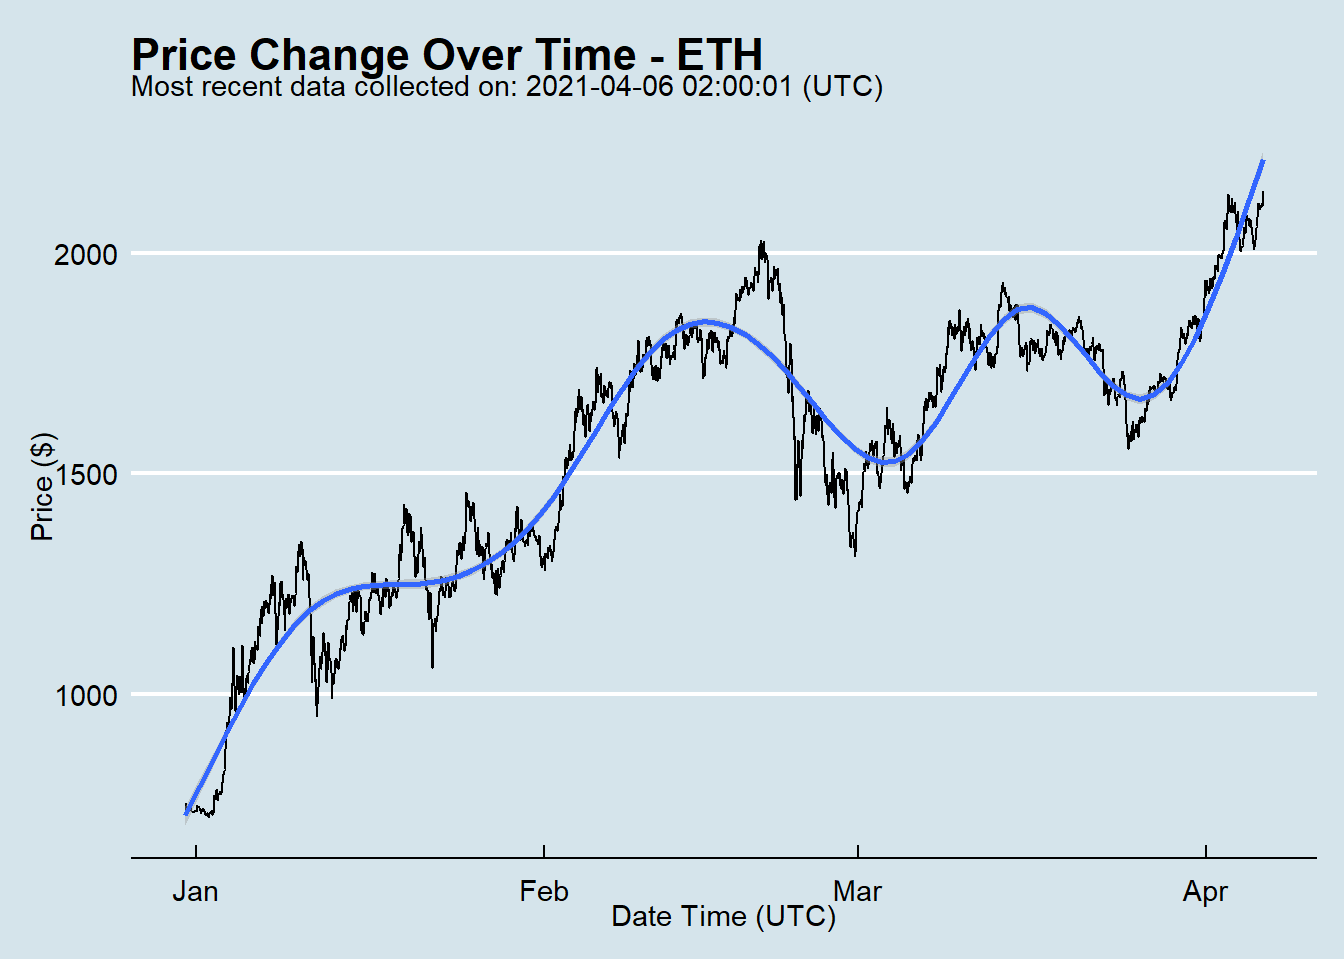 Price Change Over Time - ETH
Most recent data collected on: 2021-04-06 02:00:01 (UTC)
Price ($)
2000
1500
1000
Jan Feb Mar Apr
Date Time (UTC)